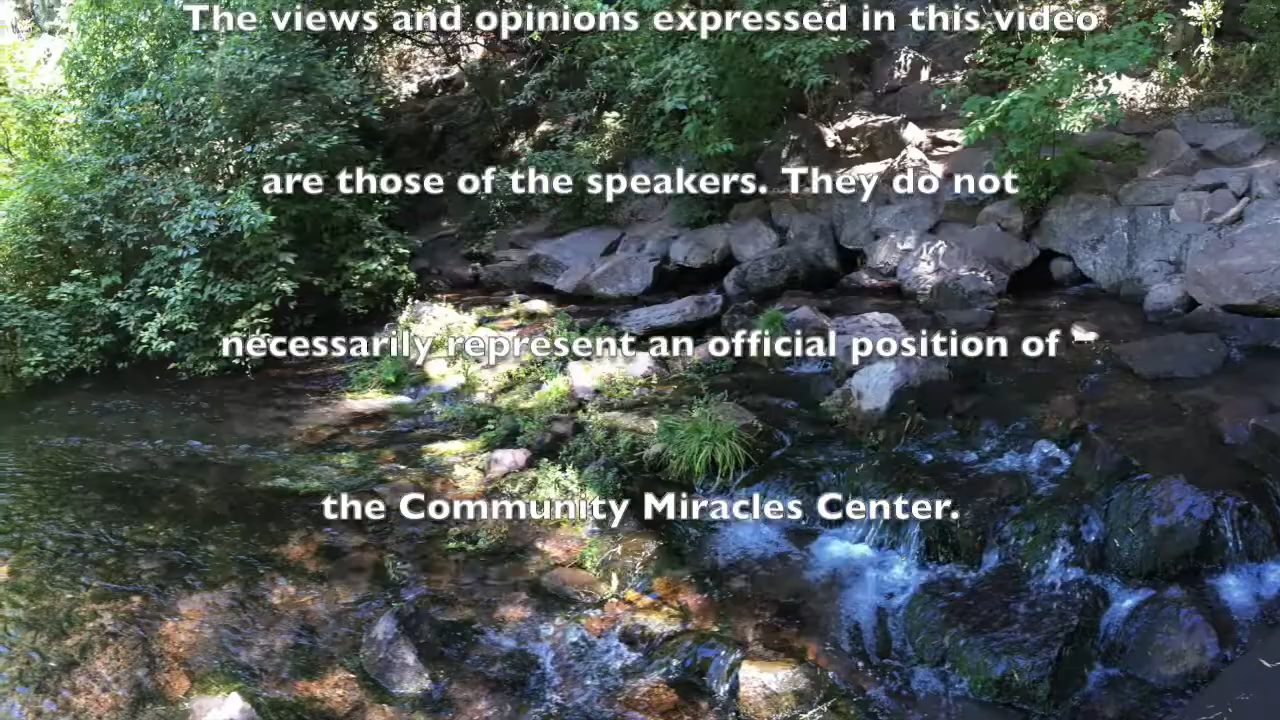 The views and opinions expressed in this video
are those of the speakers. They do not
necessarily represent an official position of
the Community Miracles Center.